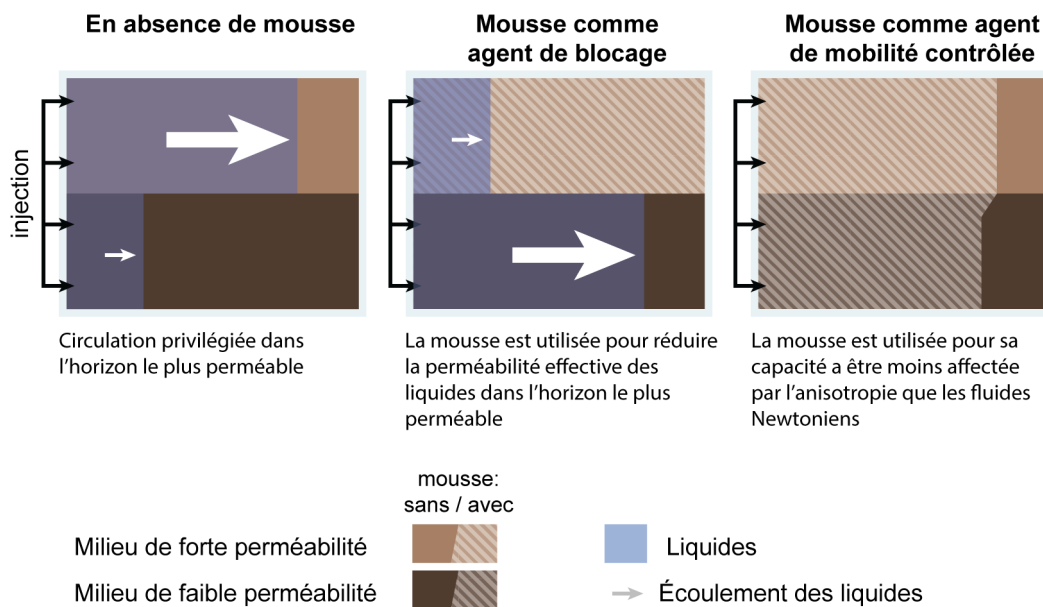 En absence de mousse
Mousse comme
agent de blocage
Mousse comme agent
de mobilité contrôlée
injection
Circulation privilégiée dans
l'horizon le plus perméable
La mousse est utilisée pour réduire
la perméabilité effective des
liquides dans l'horizon le plus
perméable
La mousse est utilisée pour sa
capacité a être moins affectée
par l'anisotropie que les fluides
Newtoniens
mousse:
sans / avec
Milieu de forte perméabilité
Liquides
Milieu de faible perméabilité
Écoulement des liquides